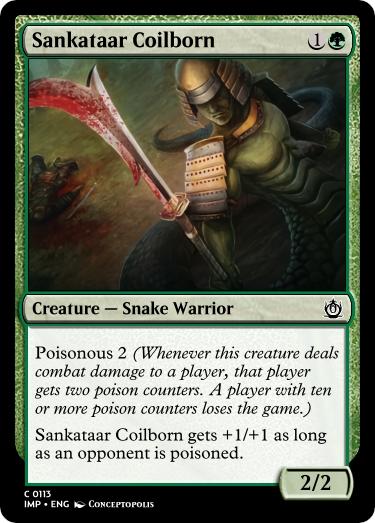 Sankataar Coilborn 1
Creature — Snake Warrior
Poisonous 2 (Whenever this creature deals
combat damage to a player, that player
gets two poison counters. A player with ten
or more poison counters loses the game.)
Sankataar Coilborn gets +1/+1 as long
as an opponent is poisoned.
2/2
C 0113
IMP • ENG Conceptopolis